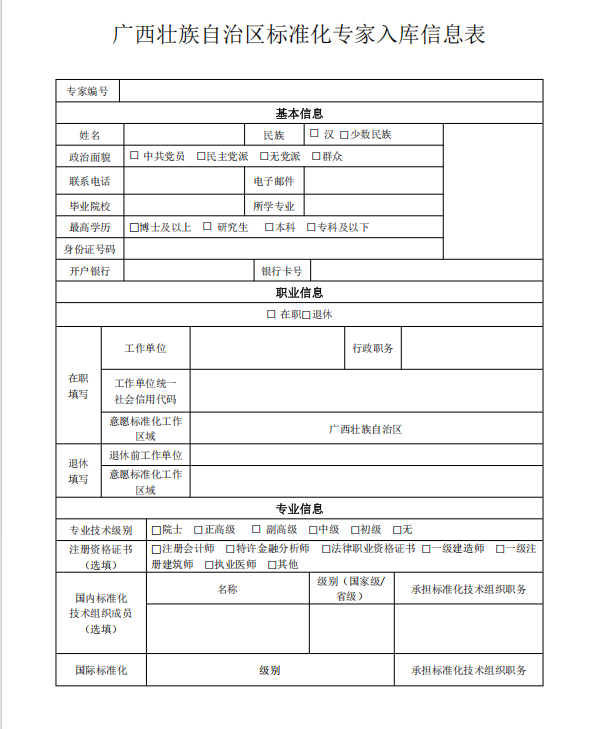 广西壮族自治区标准化专家入库信息表
专家编号
基本信息
姓名 民族 □ 汉 □少数民族
政治面貌 □ 中共党员 □民主党派 □无党派 □群众
联系电话 电子邮件
毕业院校 所学专业
最高学历 □博士及以上 □ 研究生 □本科 □专科及以下
身份证号码
开户银行 银行卡号
职业信息
□ 在职□退休
在职
填写
工作单位 行政职务
工作单位统一
社会信用代码
意愿标准化工作
区域
广西壮族自治区
退休
填写
退休前工作单位
意愿标准化工作
区域
专业信息
专业技术级别 □院士 □正高级 □ 副高级 □中级 □初级 □无
注册资格证书
（选填）
□注册会计师 □特许金融分析师 □法律职业资格证书 □一级建造师 □一级注
册建筑师 □执业医师 □其他
国内标准化
技术组织成员
（选填）
名称
级别（国家级/
省级）
承担标准化技术组织职务
国际标准化 级别 承担标准化技术组织职务